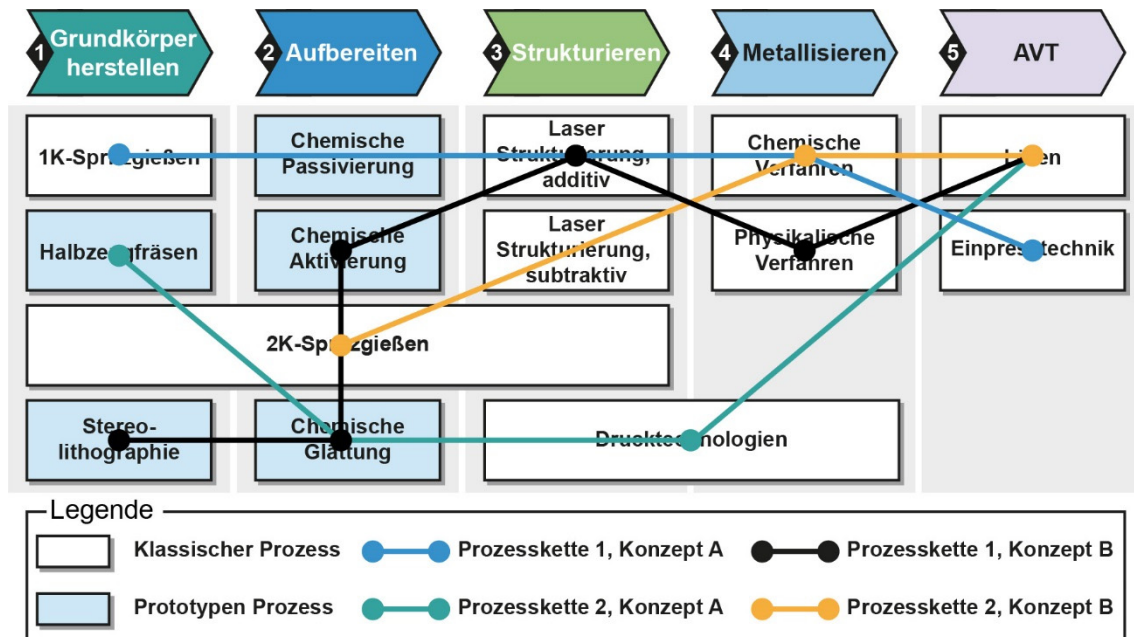 1 Grundkörper
herstellen
2 Aufbereiten
3 Strukturieren
4 Metallisieren
5 AVT
1K-Spritzgießen
Chemische
Passivierung
Laser
Strukturierung,
additiv
Chemische
Verfahren
Löten
Halbzeugfräsen
Chemische
Aktivierung
Laser
Strukturierung,
subtraktiv
Physikalische
Verfahren
Einpresstechnik
2K-Spritzgießen
Stereo-
lithographie
Chemische
Glättung
Drucktechnologien
Legende
Klassischer Prozess
Prozesskette 1, Konzept A
Prozesskette 1, Konzept B
Prototypen Prozess
Prozesskette 2, Konzept A
Prozesskette 2, Konzept B